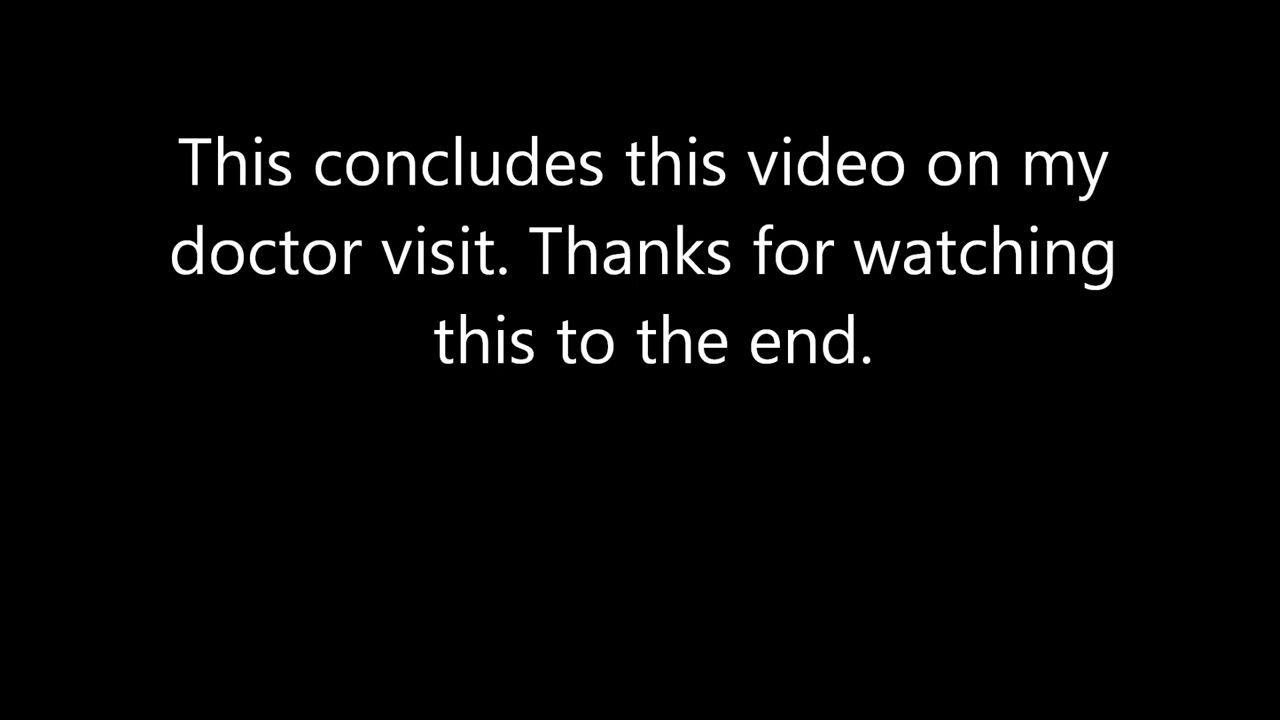 This concludes this video on my
doctor visit. Thanks for watching
this to the end.